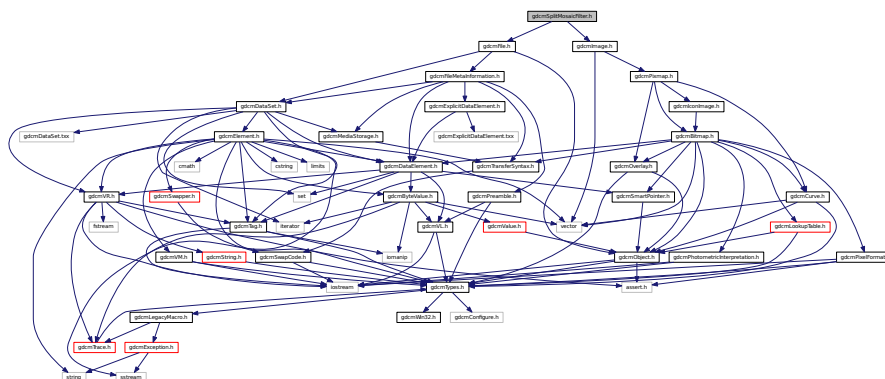 gdcmSplitMosaicFilter.h
gdcmFile.h
gdcmImage.h
gdcmFileMetaInformation.h
gdcmPixmap.h
gdcmDataSet.h
gdcmExplicitDataElement.h
gdcmIconImage.h
gdcmDataSet.txx
gdcmElement.h
gdcmMediaStorage.h
gdcmExplicitDataElement.txx
gdcmBitmap.h
cmath
cstring
limits
gdcmDataElement.h
gdcmTransferSyntax.h
gdcmOverlay.h
gdcmVR.h
gdcmSwapper.h
set
gdcmByteValue.h
gdcmPreamble.h
gdcmSmartPointer.h
gdcmCurve.h
fstream
gdcmTag.h
iterator
gdcmVL.h
gdcmValue.h
vector
gdcmLookupTable.h
gdcmVM.h
gdcmString.h
gdcmSwapCode.h
iomanip
gdcmObject.h
gdcmPhotometricInterpretation.h
gdcmPixelFormat.h
iostream
gdcmTypes.h
assert.h
gdcmLegacyMacro.h
gdcmWin32.h
gdcmConfigure.h
gdcmTrace.h
gdcmException.h
string
sstream